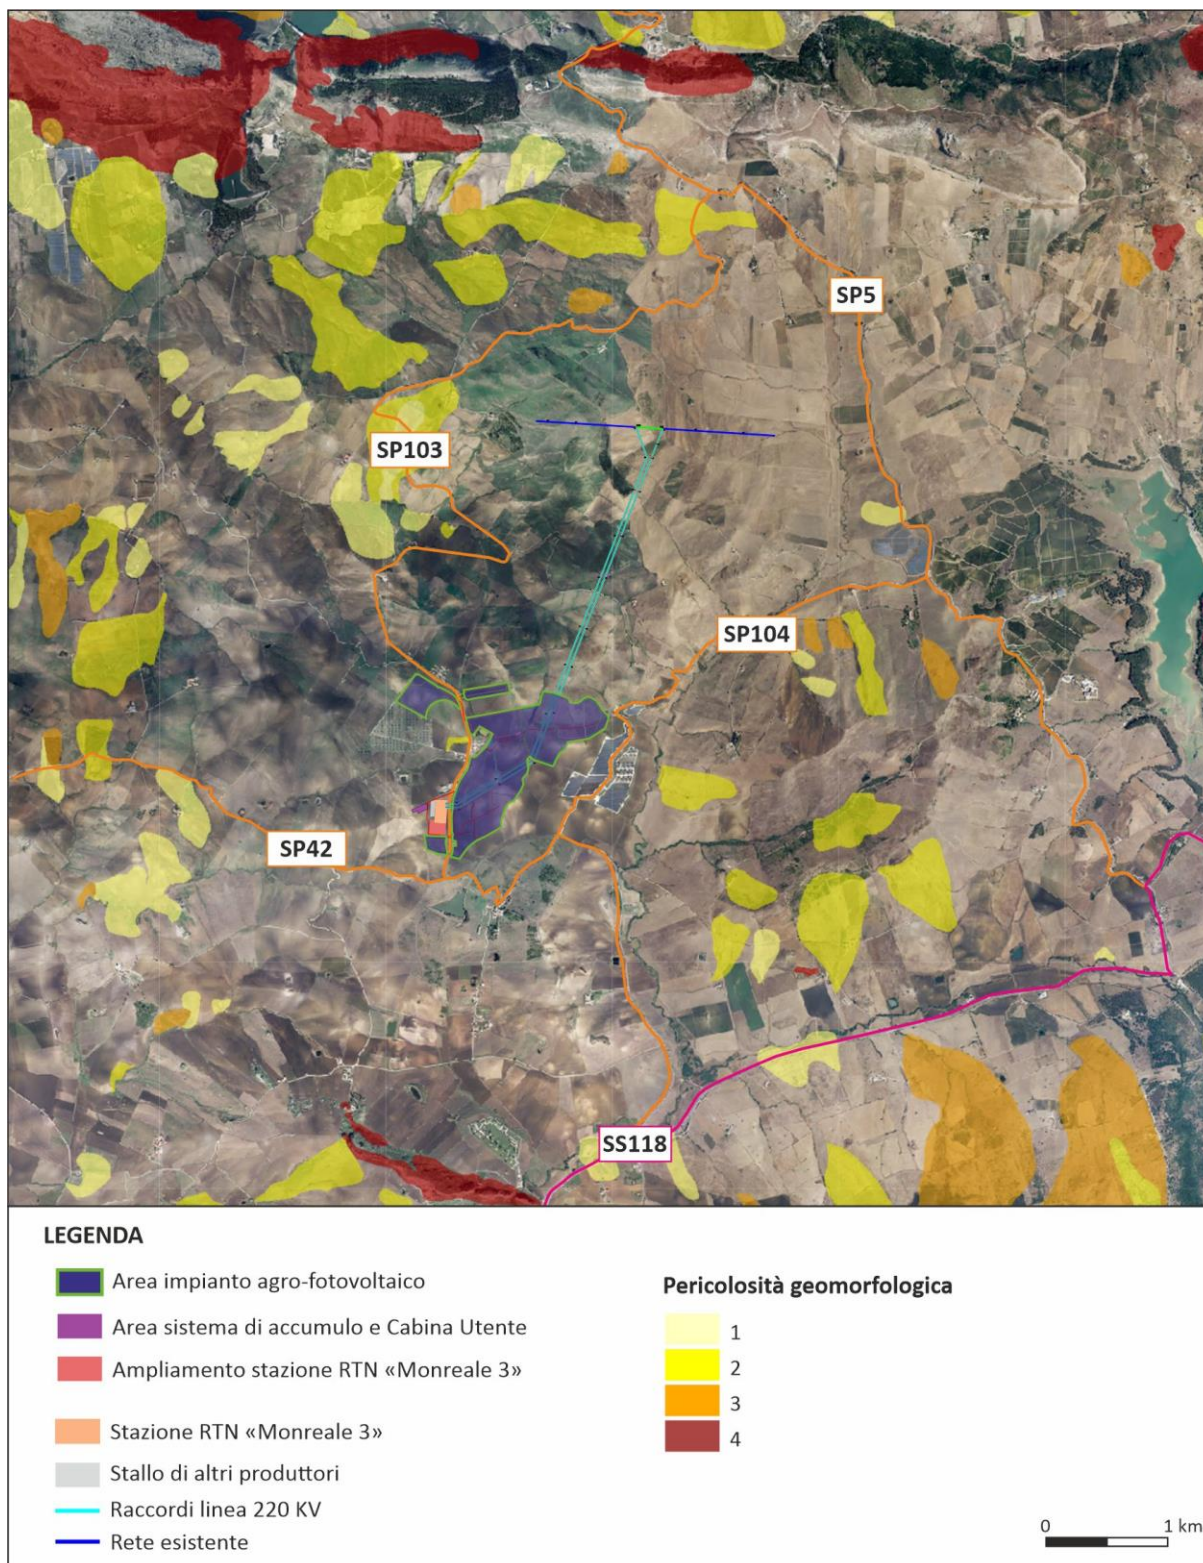 SP5
SP103
SP104
SP42
SS118
LEGENDA
Area impianto agro-fotovoltaico
Area sistema di accumulo e Cabina Utente
Ampliamento stazione RTN «Monreale 3»
Stazione RTN «Monreale 3»
Stallo di altri produttori
Raccordi linea 220 KV
Rete esistente
Pericolosità geomorfologica
1
2
3
4
0 1 km